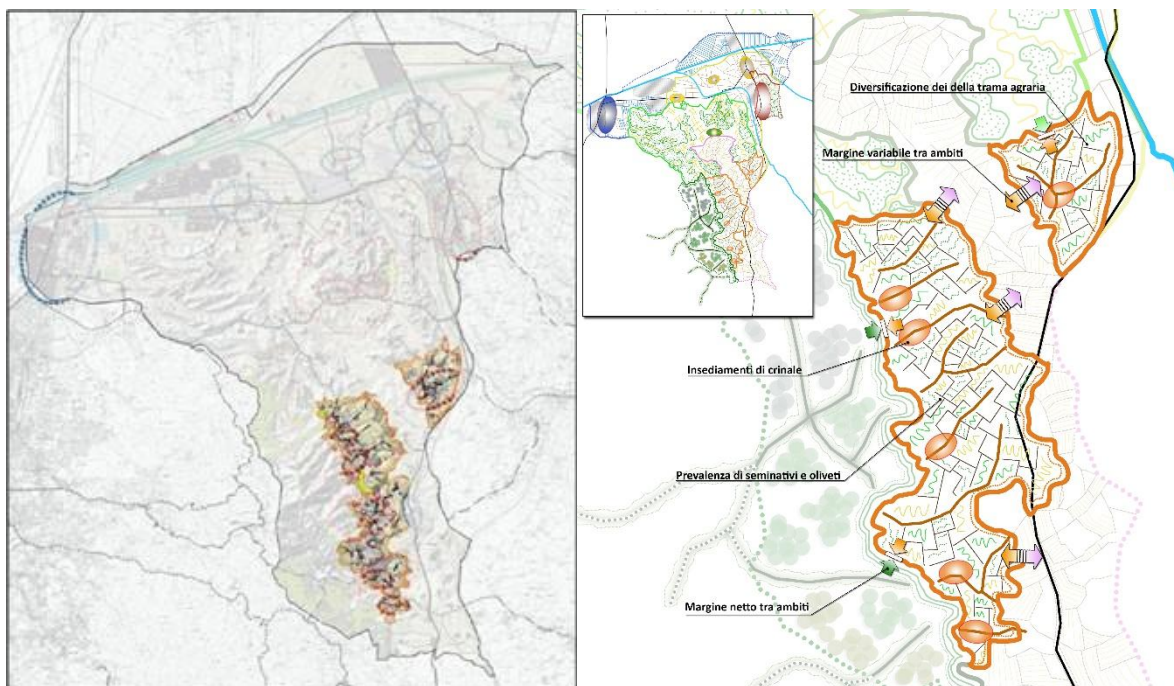 Diversificazione dei della trama agraria
Margine variabile tra ambiti
Insediamenti di crinale
Prevalenza di seminativi e oliveti
Margine netto tra ambiti